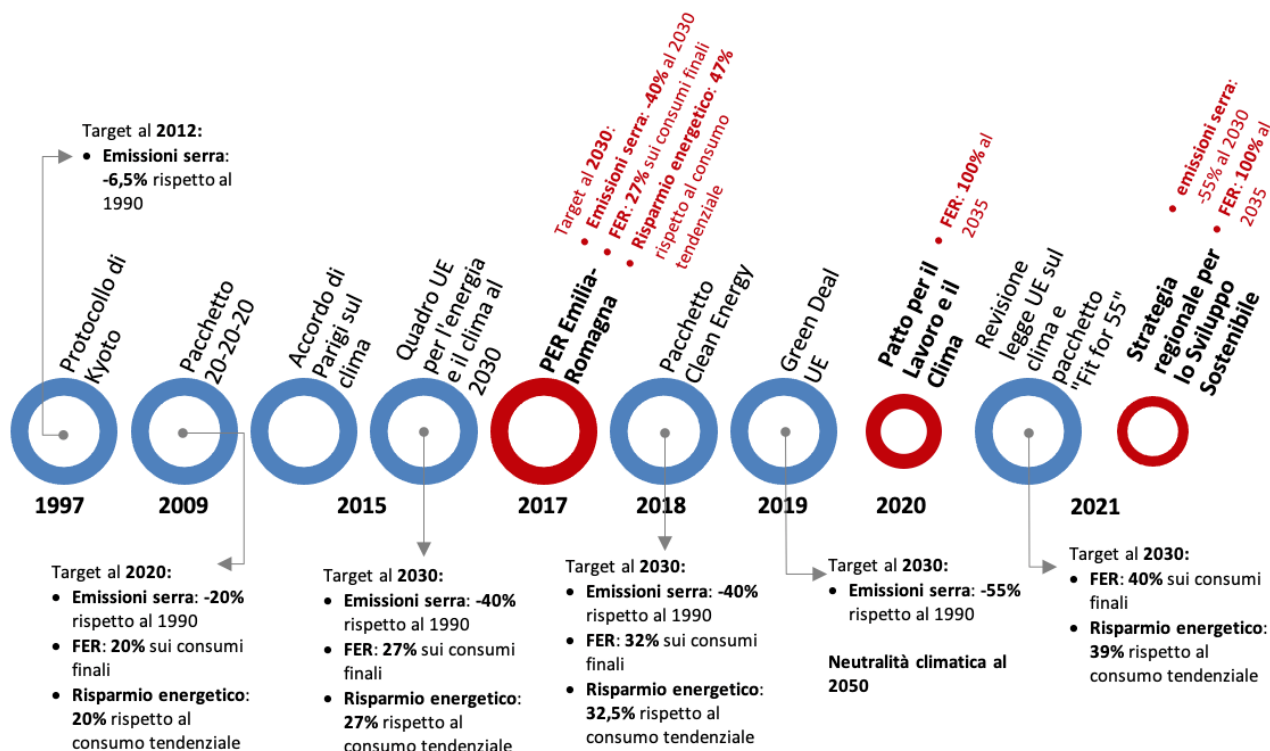 Target al 2012:
• Emissioni serra:
-6,5% rispetto al
1990
Protocollo di
Kyoto
Pacchetto
20-20-20
Accordo di
Parigi sul
clima
Quadro UE
per l'energia
e il clima al
2030
Target al 2030:
• Emissioni serra: -40% al 2030
• FER: 27% sui consumi finali
• Risparmio energetico: 47%
rispetto al consumo
tendenziale
PER Emilia-
Romagna
Pacchetto
Clean Energy
Green Deal
UE
• FER: 100% al
2035
Patto per il
Lavoro e il
Clima
Revisione
legge UE sul
clima e
pacchetto
"Fit for 55"
• emissioni serra:
-55% al 2030
• FER: 100% al
2035
Strategia
regionale per
lo Sviluppo
Sostenibile
1997
2009
2015
2017
2018
2019
2020
2021
Target al 2020:
• Emissioni serra: -20%
rispetto al 1990
• FER: 20% sui consumi
finali
• Risparmio energetico:
20% rispetto al
consumo tendenziale
Target al 2030:
• Emissioni serra: -40%
rispetto al 1990
• FER: 27% sui consumi
finali
• Risparmio energetico:
27% rispetto al
consumo tendenziale
Target al 2030:
• Emissioni serra: -40%
rispetto al 1990
• FER: 32% sui consumi
finali
• Risparmio energetico:
32,5% rispetto al
consumo tendenziale
Target al 2030:
• Emissioni serra: -55%
rispetto al 1990
Neutralità climatica al
2050
Target al 2030:
• FER: 40% sui consumi
finali
• Risparmio energetico:
39% rispetto al
consumo tendenziale